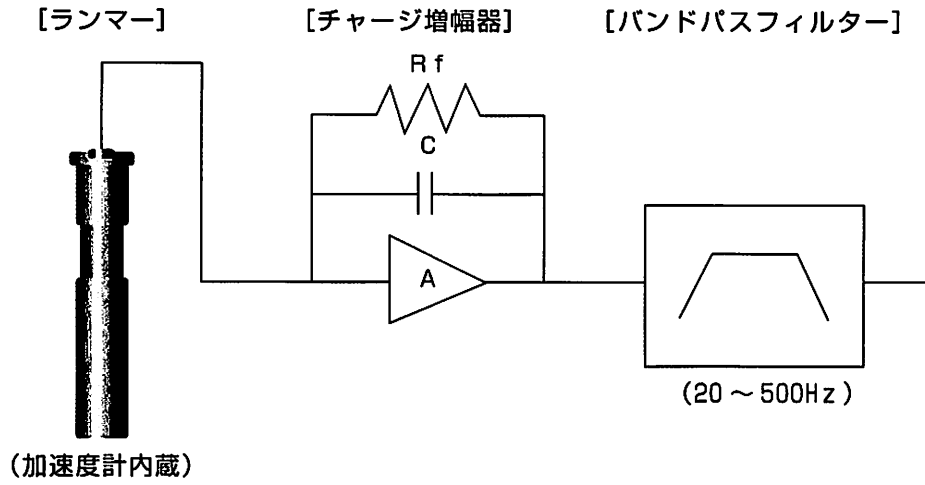 [ランマー]
[チャージ増幅器]
[バンドパスフィルター]
Rf
C
A
(20～500Hz)
(加速度計内蔵)